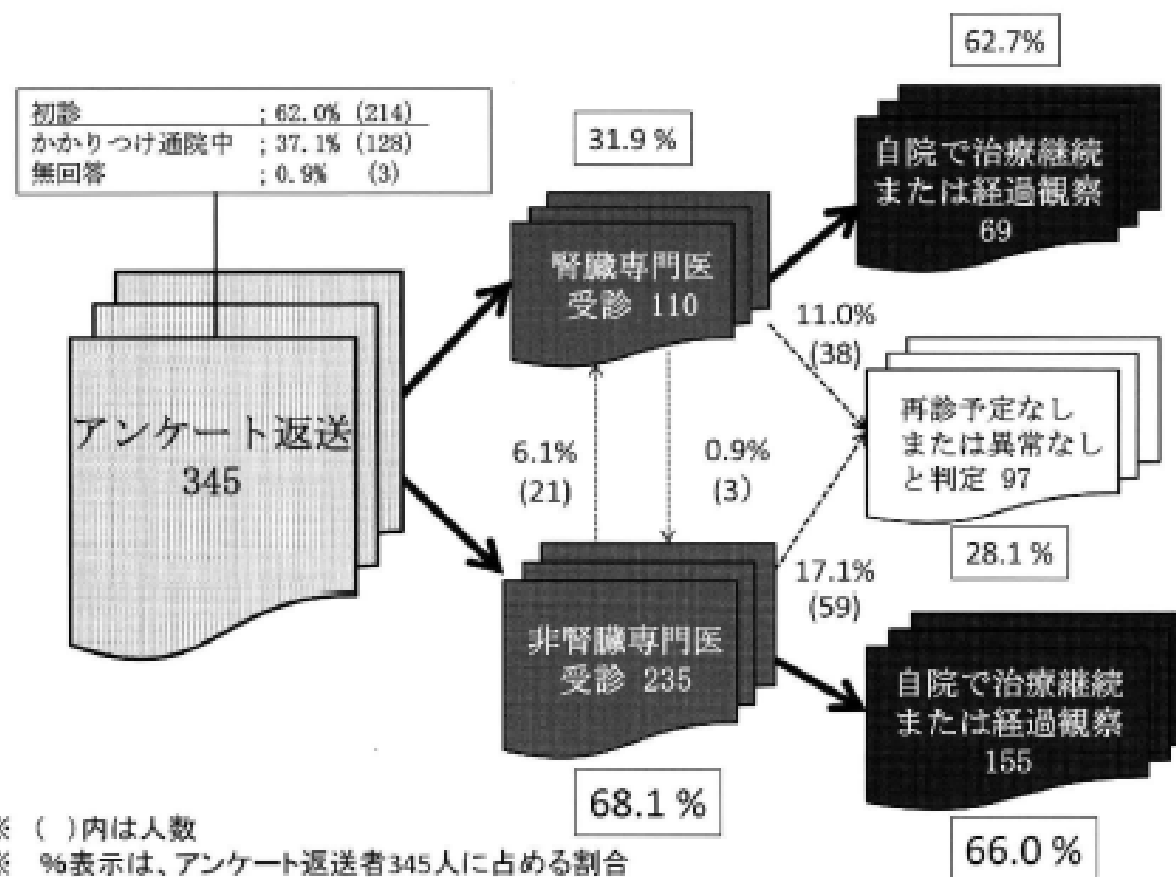 初診 ; 62.0% (214)
かかりつけ通院中 ; 37.1% (128)
無回答 ; 0.9% (3)
アンケート返送
345
31.9 %
腎臓専門医
受診 110
6.1%
(21)
0.9%
(3)
非腎臓専門医
受診 235
68.1 %
62.7%
自院で治療継続
または経過観察
69
11.0%
(38)
再診予定なし
または異常なし
と判定 97
28.1 %
17.1%
(59)
自院で治療継続
または経過観察
155
66.0 %
※ ( )内は人数
※ %表示は、アンケート返送者345人に占める割合